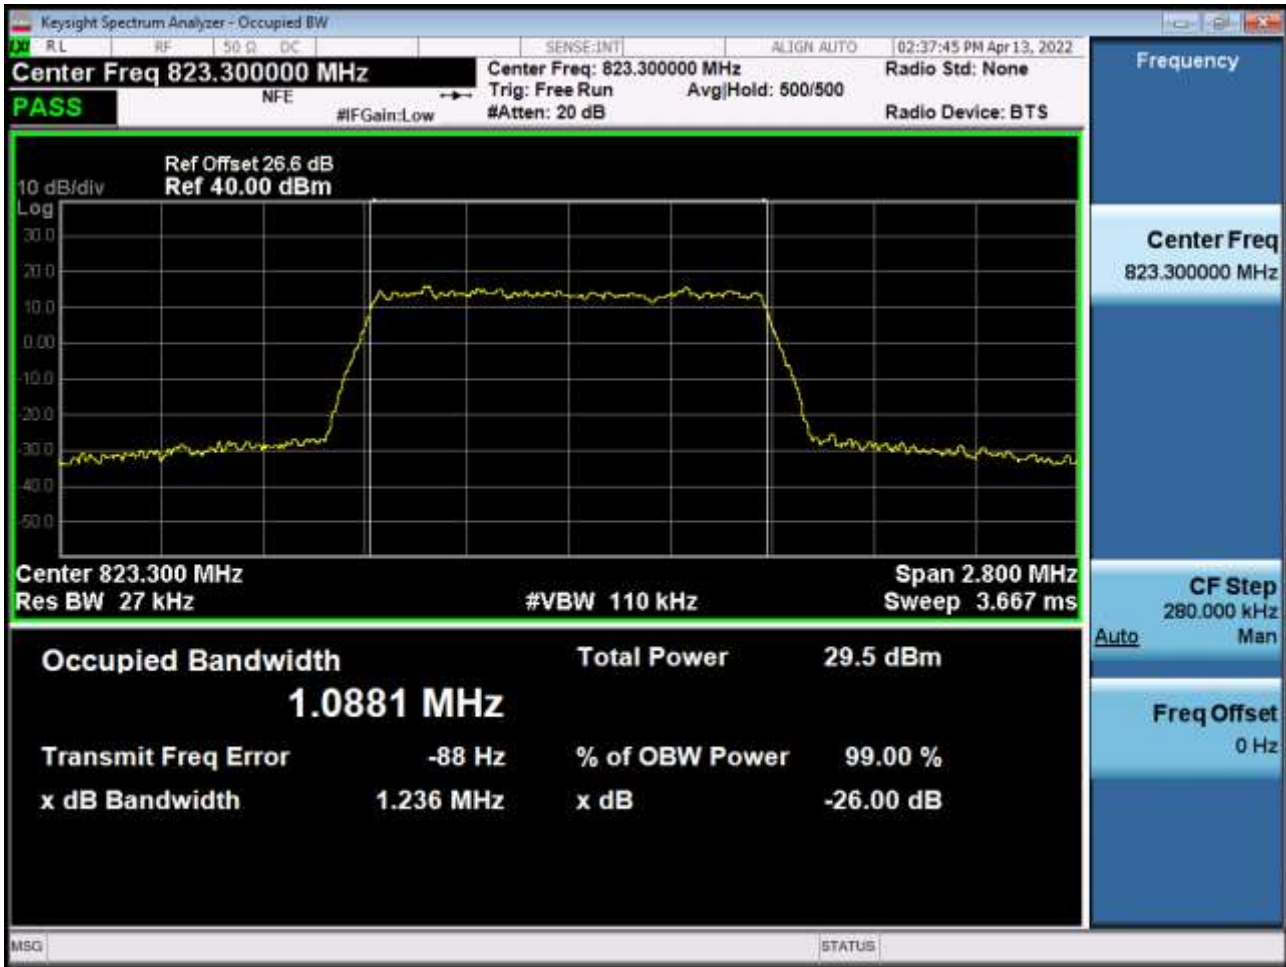 Keysight Spectrum Analyzer - Occupied BW
LXI RL RF 50 Ω DC SENSE:INT ALIGN AUTO 02:37:45 PM Apr 13, 2022
Center Freq 823.300000 MHz
Center Freq: 823.300000 MHz Radio Std: None
PASS NFE Trig: Free Run Avg|Hold: 500/500
#IFGain:Low #Atten: 20 dB Radio Device: BTS
Ref Offset 26.6 dB
10 dB/div Ref 40.00 dBm
Log
30.0
20.0
10.0
0.00
-10.0
-20.0
-30.0
-40.0
-50.0
Center 823.300 MHz Span 2.800 MHz
Res BW 27 kHz #VBW 110 kHz Sweep 3.667 ms
Occupied Bandwidth Total Power 29.5 dBm
1.0881 MHz
Transmit Freq Error -88 Hz % of OBW Power 99.00 %
x dB Bandwidth 1.236 MHz x dB -26.00 dB
Frequency
Center Freq
823.300000 MHz
CF Step
280.000 kHz
Auto Man
Freq Offset
0 Hz
MSG STATUS